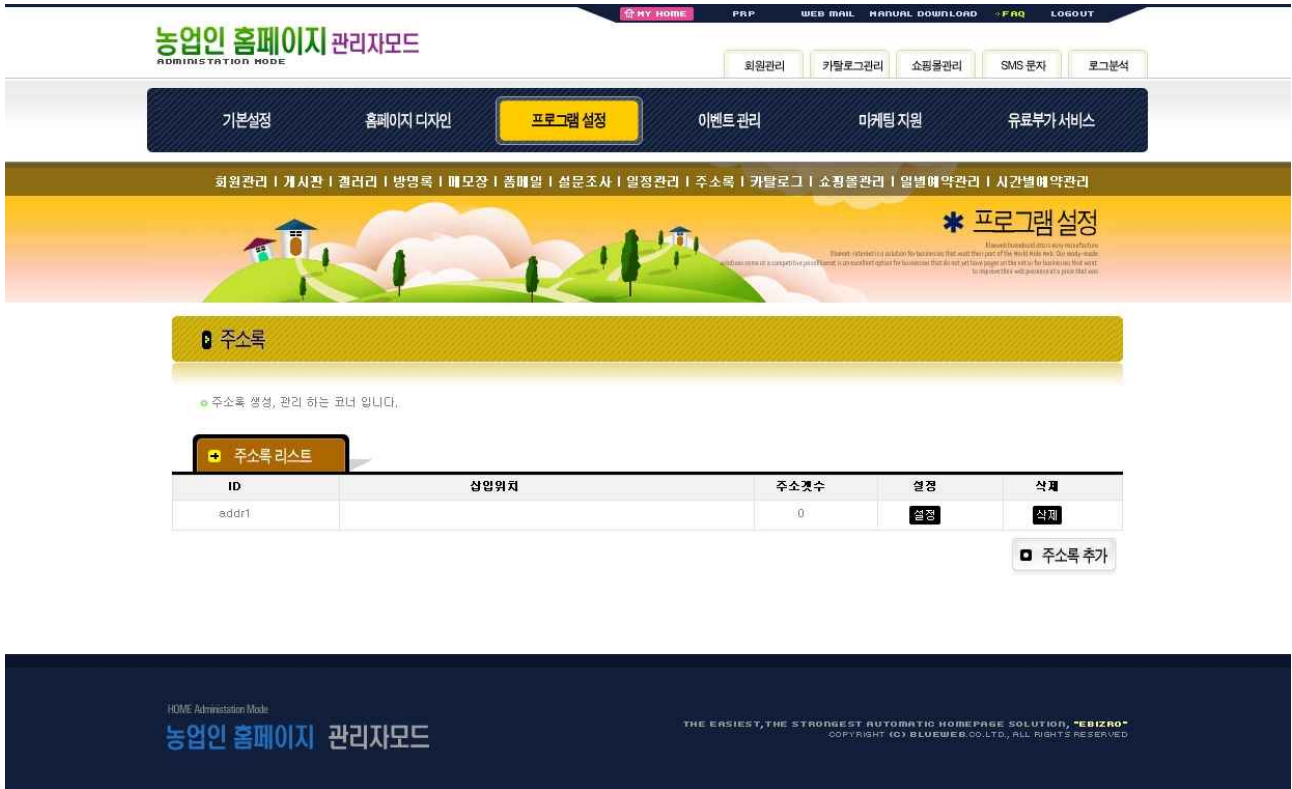 MY HOME PRP WEB MAIL MANUAL DOWNLOAD FAQ LOGOUT
농업인 홈페이지 관리자모드
ADMINISTATION MODE
회원관리 카탈로그관리 쇼핑몰관리 SMS 문자 로그분석
기본설정 홈페이지 디자인 프로그램 설정 이벤트 관리 마케팅 지원 유료부가 서비스
회원관리 I 게시판 I 갤러리 I 방명록 I 메모장 I 폼메일 I 설문조사 I 일정관리 I 주소록 I 카탈로그 I 쇼핑몰관리 I 일별예약관리 I 시간별예약관리
프로그램 설정
주소록
주소록 생성, 관리 하는 코너 입니다.
주소록 리스트
ID 삽입위치 주소갯수 설정 삭제
addr1 0 설정 삭제
주소록 추가
HOME Administation Mode
농업인 홈페이지 관리자모드
THE EASIEST,THE STRONGEST AUTOMATIC HOMEPAGE SOLUTION, "EBIZRO"
COPYRIGHT (C) BLUEWEB.CO.LTD., ALL RIGHTS RESERVED